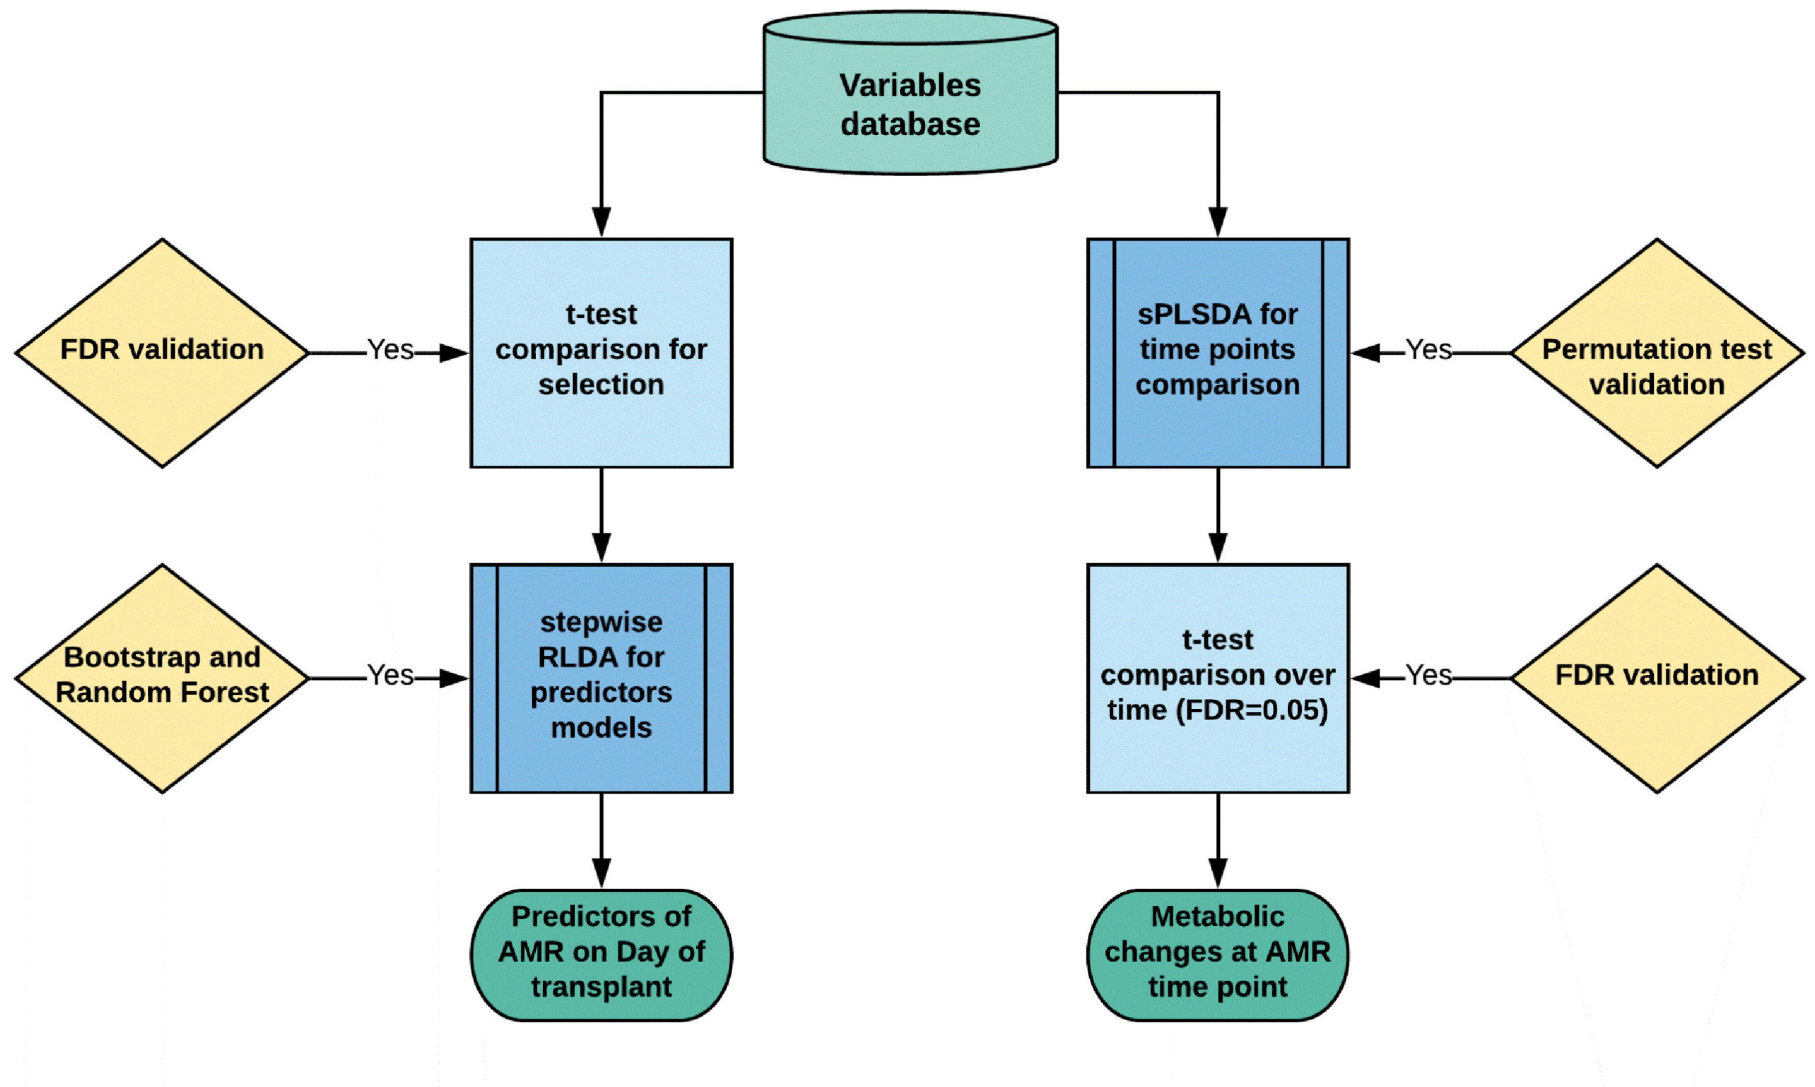 Variables
database
FDR validation
Yes
t-test
comparison for
selection
sPLSDA for
time points
comparison
Yes
Permutation test
validation
Bootstrap and
Random Forest
Yes
stepwise
RLDA for
predictors
models
t-test
comparison over
time (FDR=0.05)
Yes
FDR validation
Predictors of
AMR on Day of
transplant
Metabolic
changes at AMR
time point